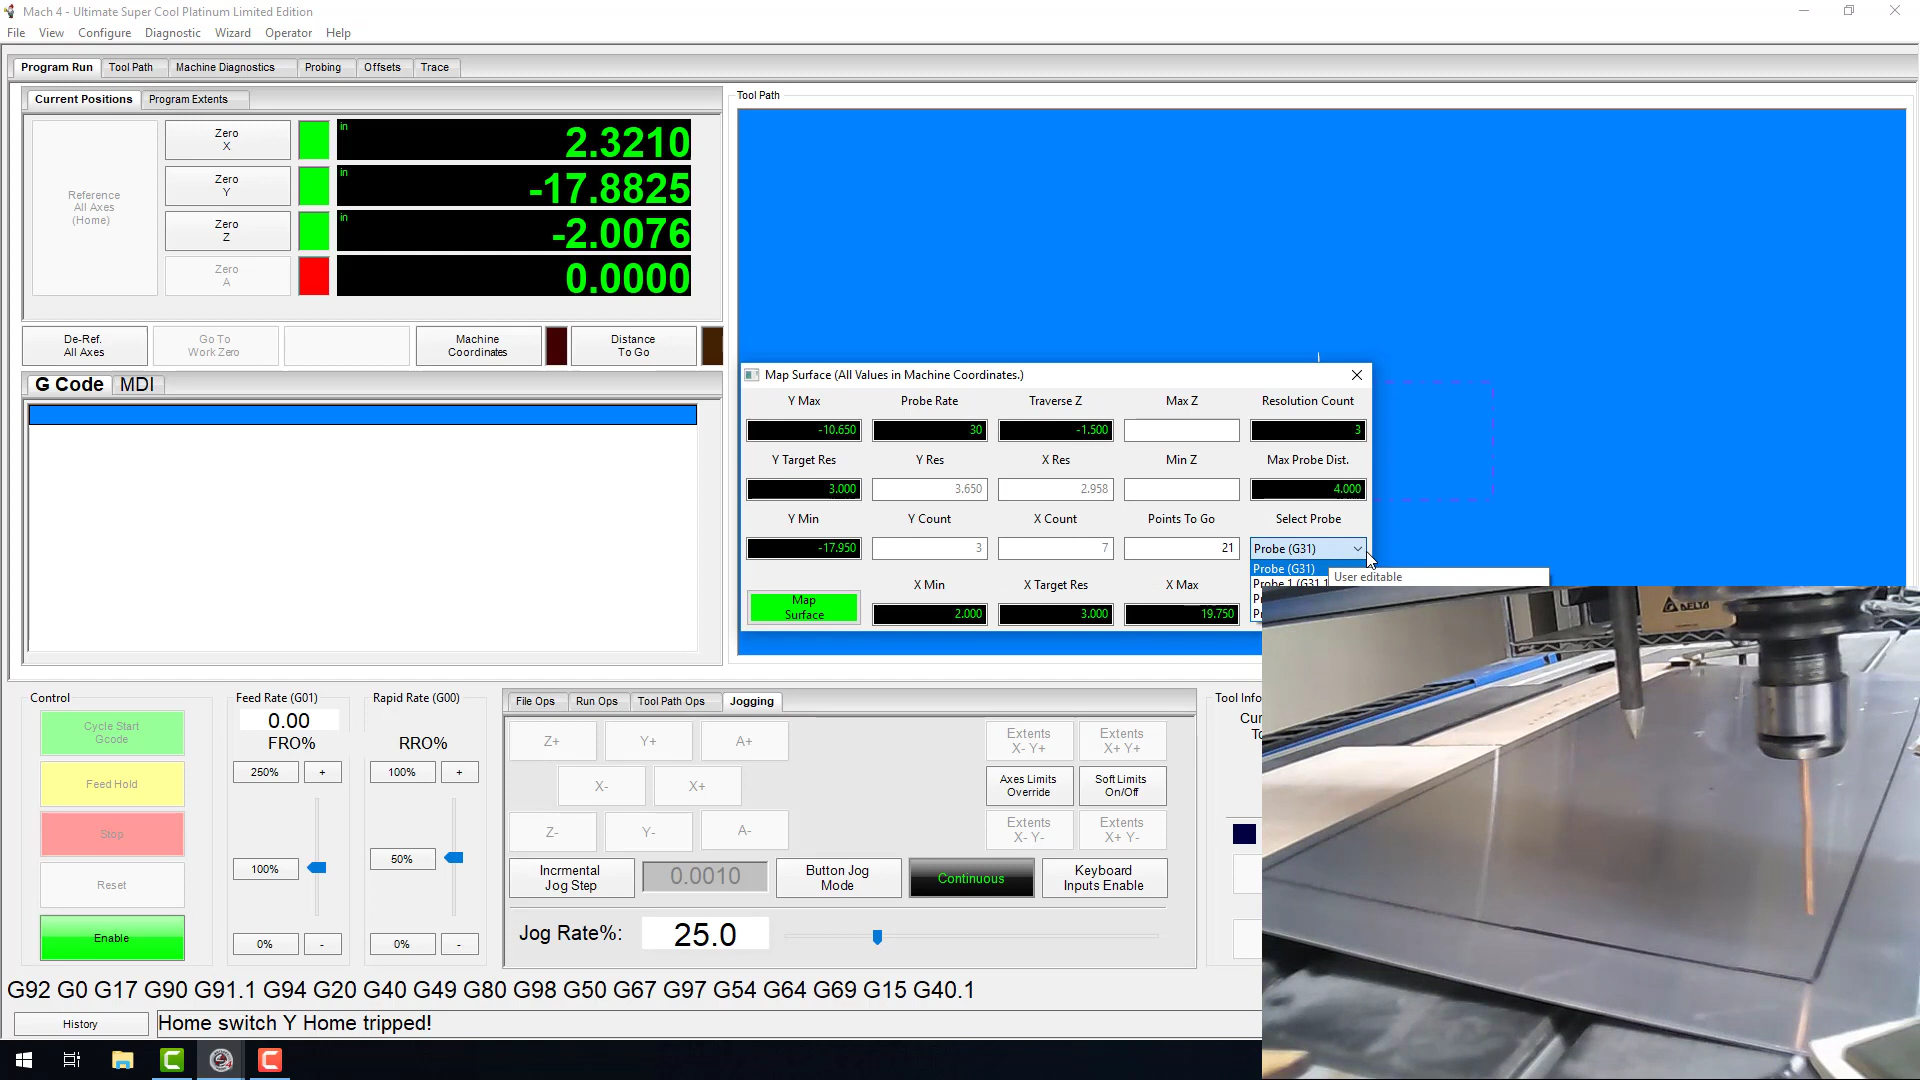 Mach 4 - Ultimate Super Cool Platinum Limited Edition
File View Configure Diagnostic Wizard Operator Help
Program Run Tool Path Machine Diagnostics Probing Offsets Trace
Current Positions Program Extents
Tool Path
Reference
All Axes
(Home)
Zero
X
in
2.3210
Zero
Y
in
-17.8825
Zero
Z
in
-2.0076
Zero
A
0.0000
De-Ref.
All Axes
Go To
Work Zero
Machine
Coordinates
Distance
To Go
G Code MDI
Map Surface (All Values in Machine Coordinates.)
Y Max Probe Rate Traverse Z Max Z Resolution Count
-10.650 30 -1.500 3
Y Target Res Y Res X Res Min Z Max Probe Dist.
3.000 3.650 2.958 4.000
Y Min Y Count X Count Points To Go Select Probe
-17.950 3 7 21 Probe (G31)
Probe (G31)
Probe 1 (G31.1
User editable
X Min X Target Res X Max
Map
Surface
2.000 3.000 19.750
DELTA
Control
Cycle Start
Gcode
Feed Hold
Stop
Reset
Enable
Feed Rate (G01)
0.00
FRO%
250% +
100%
0% -
Rapid Rate (G00)
RRO%
100% +
50%
0% -
File Ops Run Ops Tool Path Ops Jogging
Z+ Y+ A+
X- X+
Z- Y- A-
Extents
X- Y+
Extents
X+ Y+
Axes Limits
Override
Soft Limits
On/Off
Extents
X- Y-
Extents
X+ Y-
Incrmental
Jog Step
0.0010
Button Jog
Mode
Continuous
Keyboard
Inputs Enable
Jog Rate%: 25.0
G92 G0 G17 G90 G91.1 G94 G20 G40 G49 G80 G98 G50 G67 G97 G54 G64 G69 G15 G40.1
History
Home switch Y Home tripped!